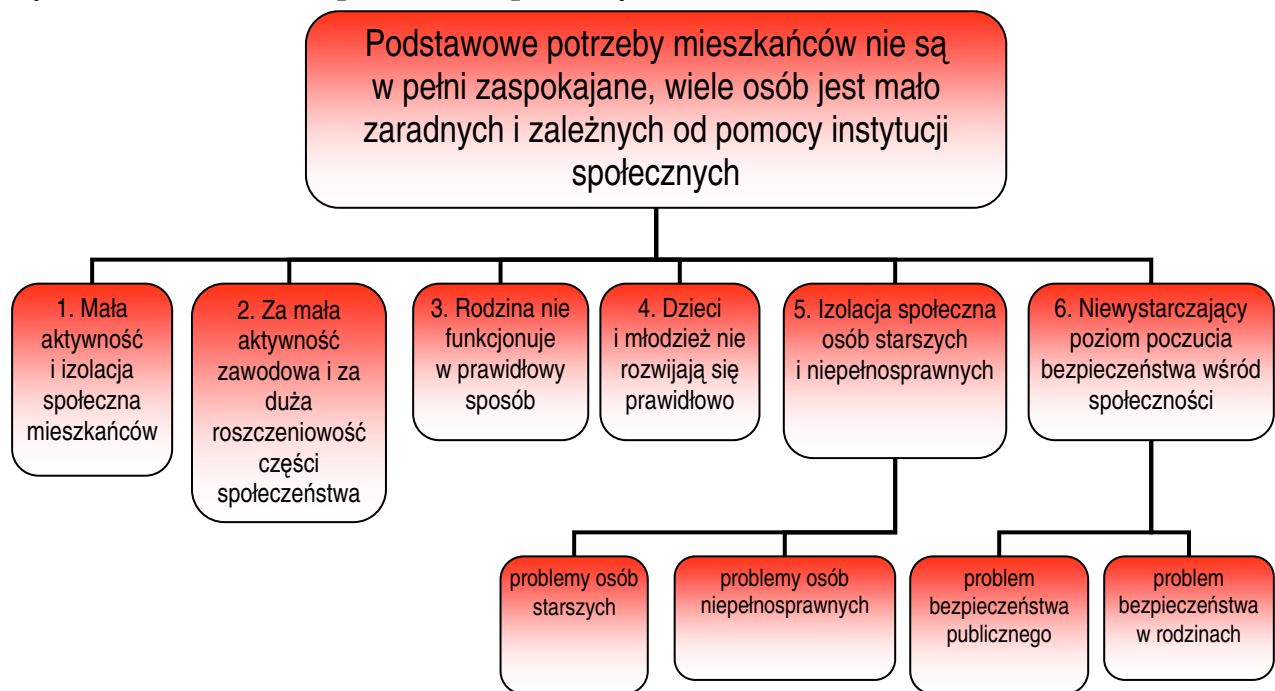 Podstawowe potrzeby mieszkańców nie są
w pełni zaspokajane, wiele osób jest mało
zaradnych i zależnych od pomocy instytucji
społecznych
1. Mała
aktywność
i izolacja
społeczna
mieszkańców
2. Za mała
aktywność
zawodowa i za
duża
roszczeniowość
części
społeczeństwa
3. Rodzina nie
funkcjonuje
w prawidłowy
sposób
4. Dzieci
i młodzież nie
rozwijają się
prawidłowo
5. Izolacja społeczna
osób starszych
i niepełnosprawnych
6. Niewystarczający
poziom poczucia
bezpieczeństwa wśród
społeczności
problemy osób
starszych
problemy osób
niepełnosprawnych
problem
bezpieczeństwa
publicznego
problem
bezpieczeństwa
w rodzinach